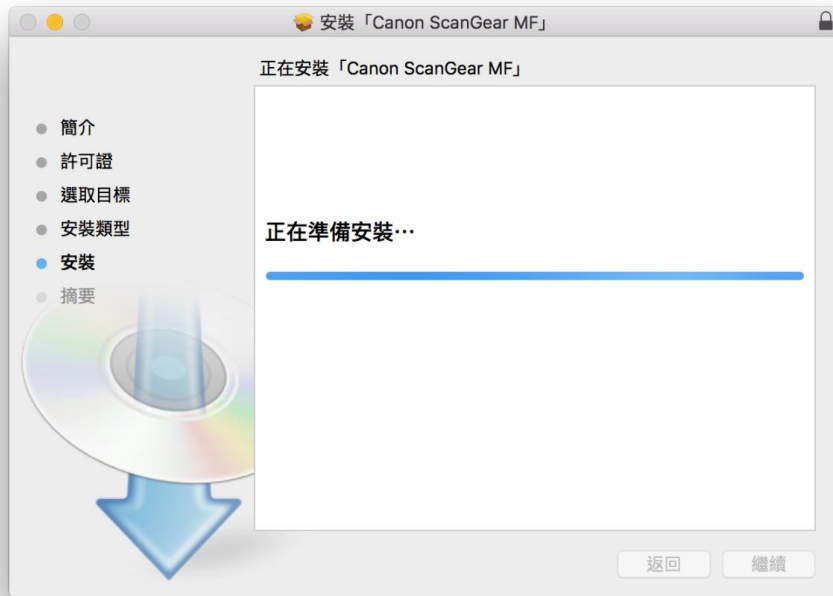 安裝「Canon ScanGear MF」
正在安裝「Canon ScanGear MF」
簡介
許可證
選取目標
安裝類型
安裝
摘要
正在準備安裝⋯
返回
繼續